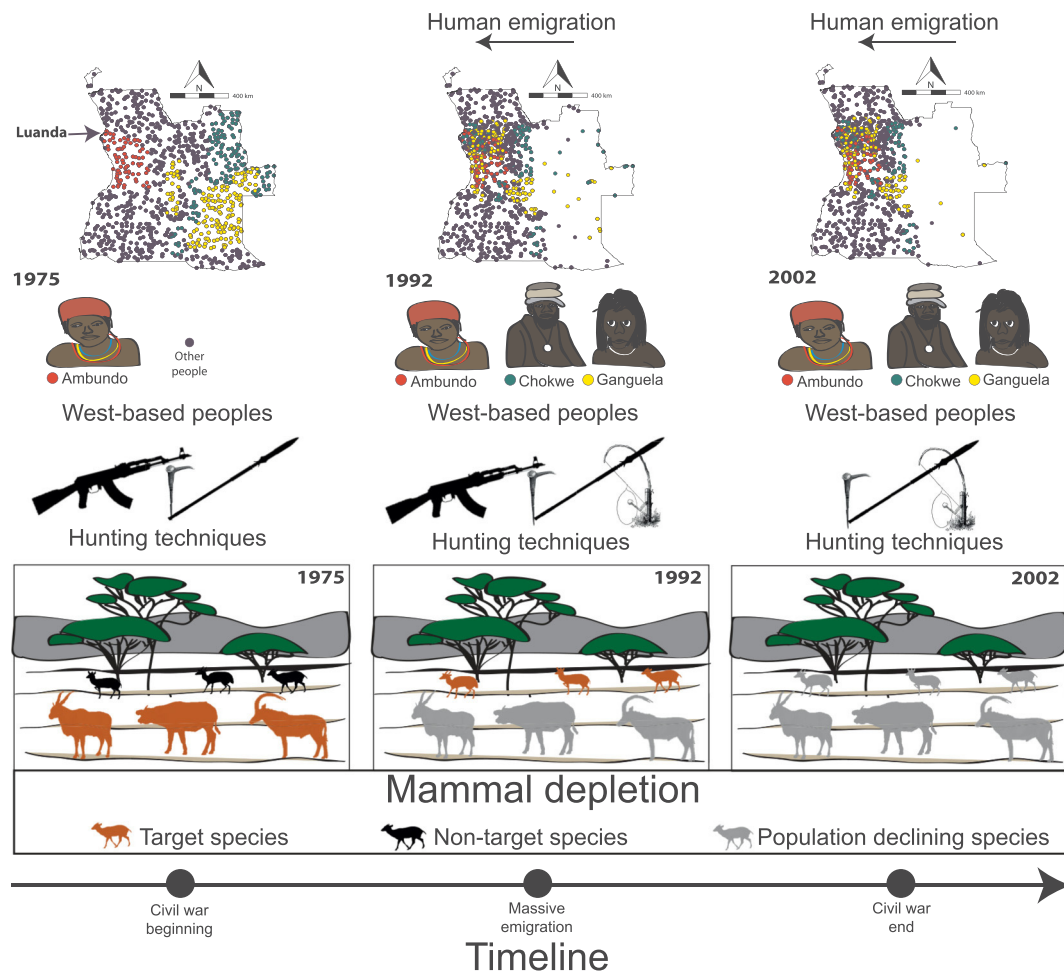 Human emigration
Human emigration
N
400 km
N
400 km
N
400 km
Luanda
1975
1992
2002
Other
people
Ambundo
Ambundo
Chokwe
Ganguela
Ambundo
Chokwe
Ganguela
West-based peoples
West-based peoples
West-based peoples
Hunting techniques
Hunting techniques
Hunting techniques
1975
1992
2002
Mammal depletion
Target species
Non-target species
Population declining species
Civil war
beginning
Massive
emigration
Civil war
end
Timeline